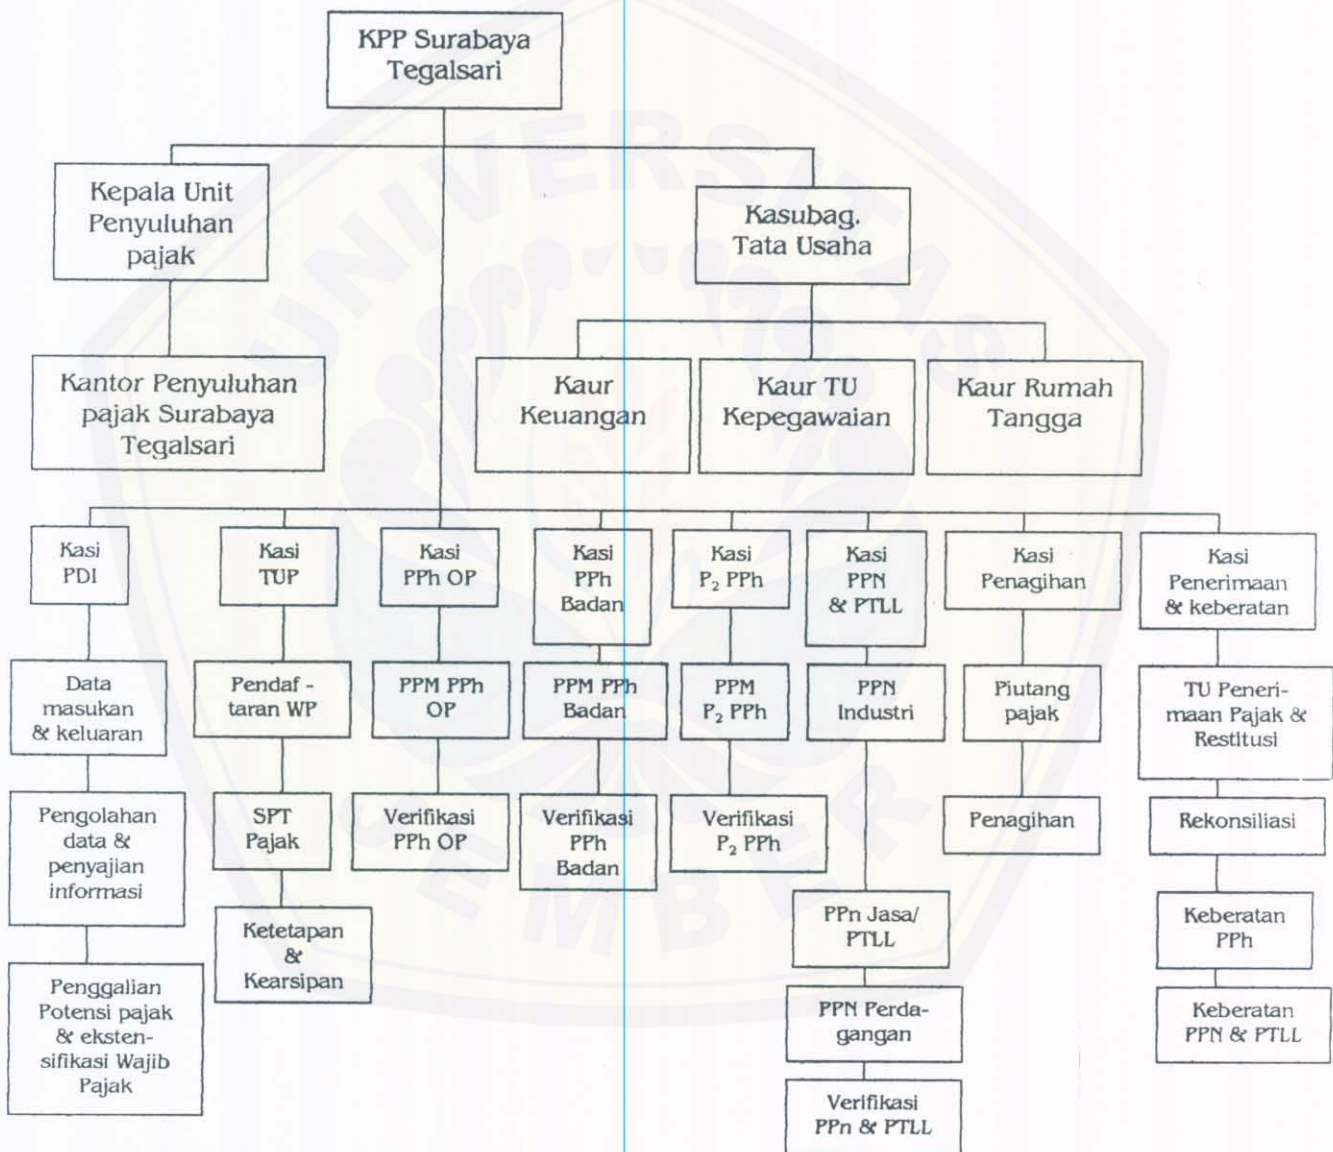 KPP Surabaya
Tegalsari
Kepala Unit
Penyuluhan
pajak
Kasubag.
Tata Usaha
Kantor Penyuluhan
pajak Surabaya
Tegalsari
Kaur
Keuangan
Kaur TU
Kepegawaian
Kaur Rumah
Tangga
Kasi
PDI
Kasi
TUP
Kasi
PPh OP
Kasi
PPh
Badan
Kasi
P₂ PPh
Kasi
PPN
& PTLL
Kasi
Penagihan
Kasi
Penerimaan
& keberatan
Data
masukan
& keluaran
Pendaf -
taran WP
PPM PPh
OP
PPM PPh
Badan
PPM
P₂ PPh
PPN
Industri
Piutang
pajak
TU Peneri-
maan Pajak &
Restitusi
Pengolahan
data &
penyajian
informasi
SPT
Pajak
Verifikasi
PPh OP
Verifikasi
PPh
Badan
Verifikasi
P₂ PPh
Penagihan
Rekonsiliasi
Ketetapan
&
Kearsipan
PPn Jasa/
PTLL
Keberatan
PPh
Penggalian
Potensi pajak
& eksten-
sifikasi Wajib
Pajak
PPN Perda-
gangan
Keberatan
PPN & PTLL
Verifikasi
PPn & PTLL
UNIVERSITAS
JEMBER